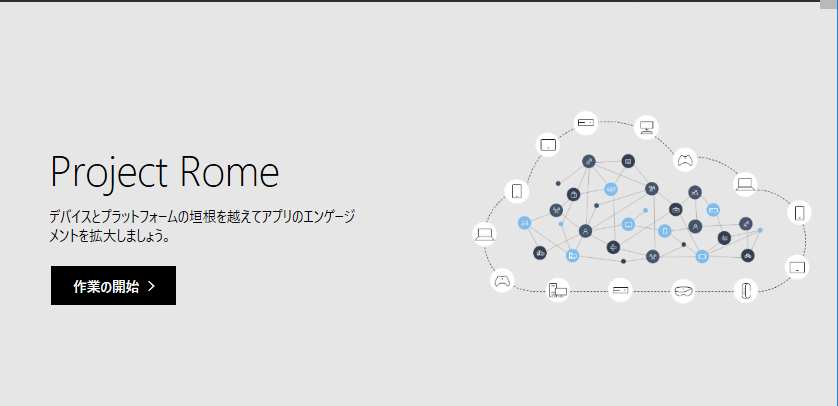 Project Rome
デバイスとプラットフォームの垣根を越えてアプリのエンゲージ
メントを拡大しましょう。
作業の開始